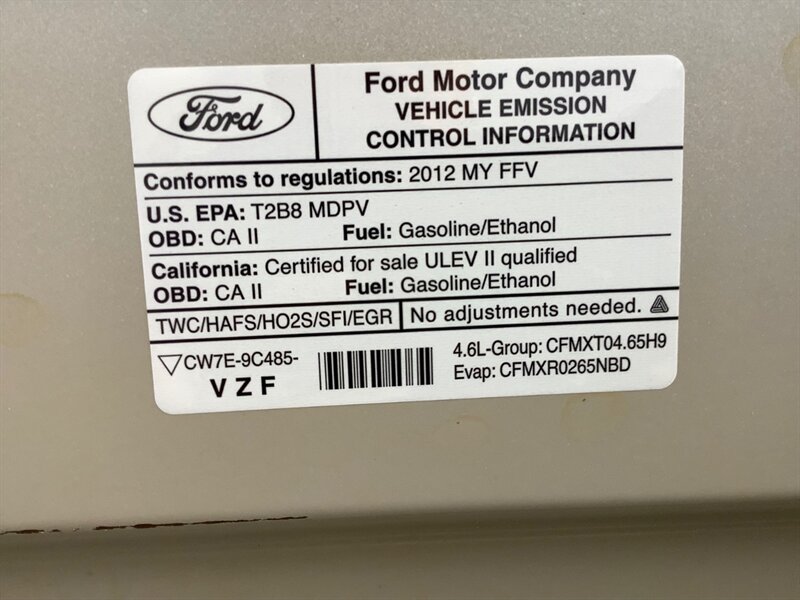 Ford
Ford Motor Company
VEHICLE EMISSION
CONTROL INFORMATION
Conforms to regulations: 2012 MY FFV
U.S. EPA: T2B8 MDPV
OBD: CA II Fuel: Gasoline/Ethanol
California: Certified for sale ULEV II qualified
OBD: CA II Fuel: Gasoline/Ethanol
TWC/HAFS/HO2S/SFI/EGR No adjustments needed.
CW7E-9C485-
VZF
4.6L-Group: CFMXT04.65H9
Evap: CFMXR0265NBD